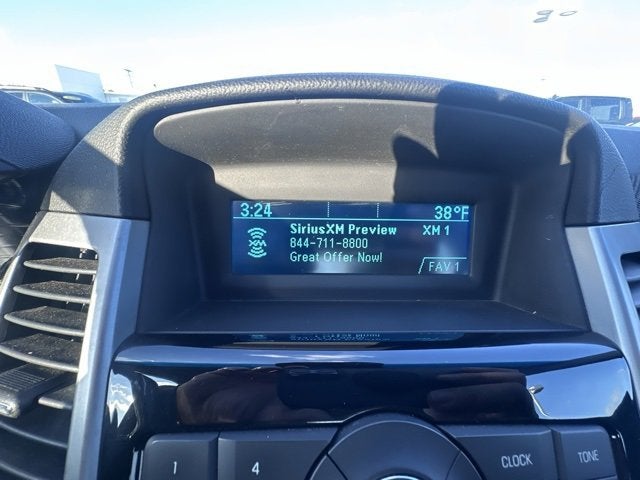 3:24 38°F
SiriusXM Preview XM 1
XM 844-711-8800
Great Offer Now!
FAV 1
1 4 CLOCK TONE